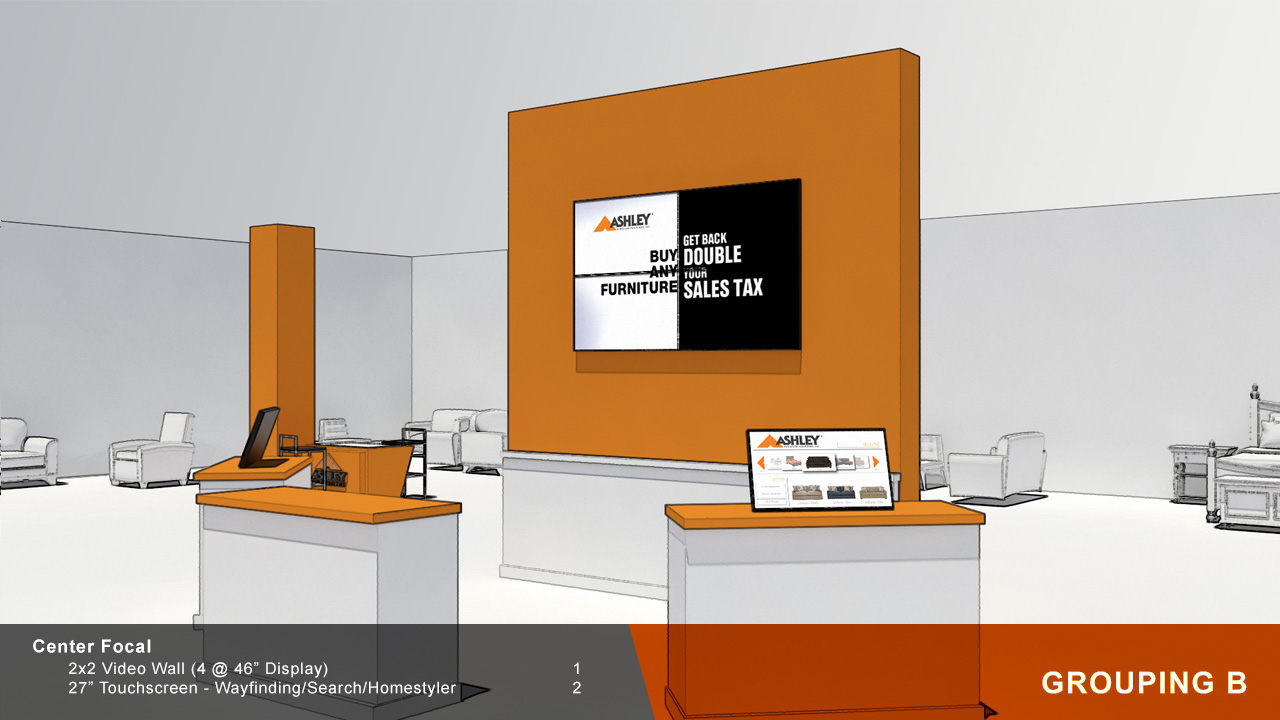 ASHLEY
BUY
ANY
FURNITURE
GET BACK
DOUBLE
YOUR
SALES TAX
ASHLEY
Center Focal
2x2 Video Wall (4 @ 46” Display) 1
27” Touchscreen - Wayfinding/Search/Homestyler 2
GROUPING B